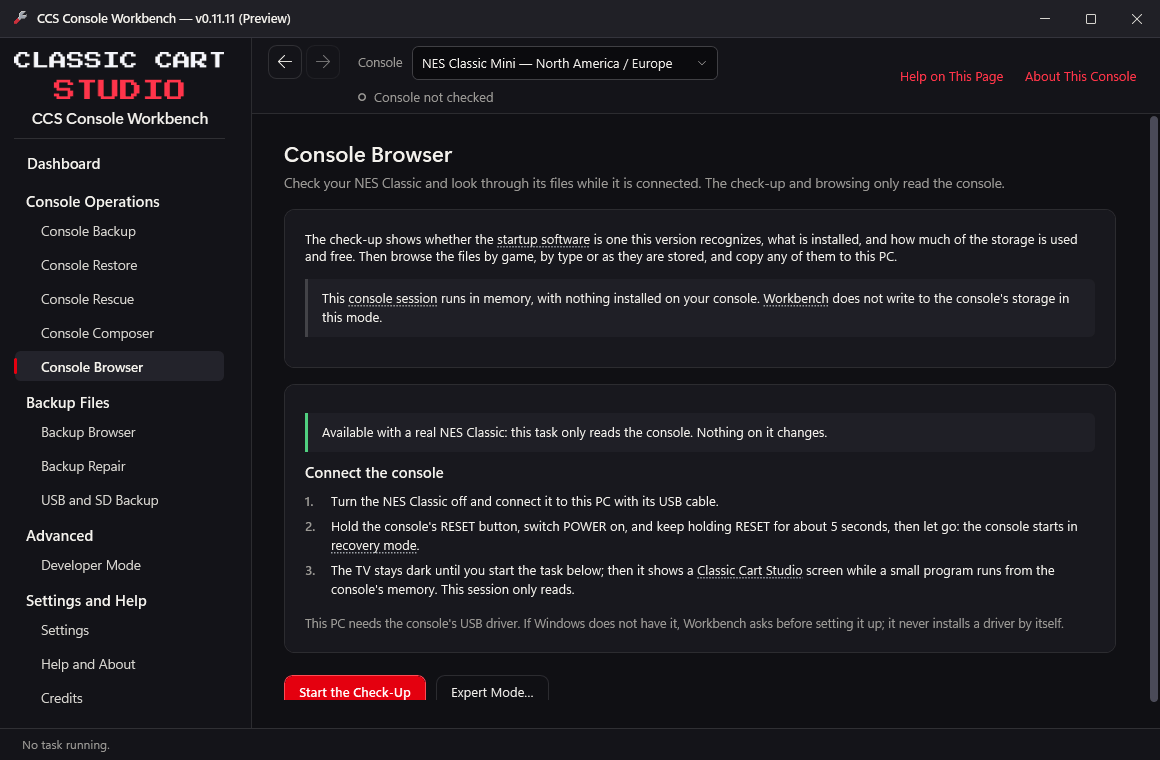 CCS Console Workbench — v0.11.11 (Preview)
CLASSIC CART
STUDIO
CCS Console Workbench
Dashboard
Console Operations
Console Backup
Console Restore
Console Rescue
Console Composer
Console Browser
Backup Files
Backup Browser
Backup Repair
USB and SD Backup
Advanced
Developer Mode
Settings and Help
Settings
Help and About
Credits
Console
NES Classic Mini — North America / Europe
Console not checked
Help on This Page
About This Console
Console Browser
Check your NES Classic and look through its files while it is connected. The check-up and browsing only read the console.
The check-up shows whether the startup software is one this version recognizes, what is installed, and how much of the storage is used
and free. Then browse the files by game, by type or as they are stored, and copy any of them to this PC.
This console session runs in memory, with nothing installed on your console. Workbench does not write to the console's storage in
this mode.
Available with a real NES Classic: this task only reads the console. Nothing on it changes.
Connect the console
1. Turn the NES Classic off and connect it to this PC with its USB cable.
2. Hold the console's RESET button, switch POWER on, and keep holding RESET for about 5 seconds, then let go: the console starts in
recovery mode.
3. The TV stays dark until you start the task below; then it shows a Classic Cart Studio screen while a small program runs from the
console's memory. This session only reads.
This PC needs the console's USB driver. If Windows does not have it, Workbench asks before setting it up; it never installs a driver by itself.
Start the Check-Up
Expert Mode...
No task running.